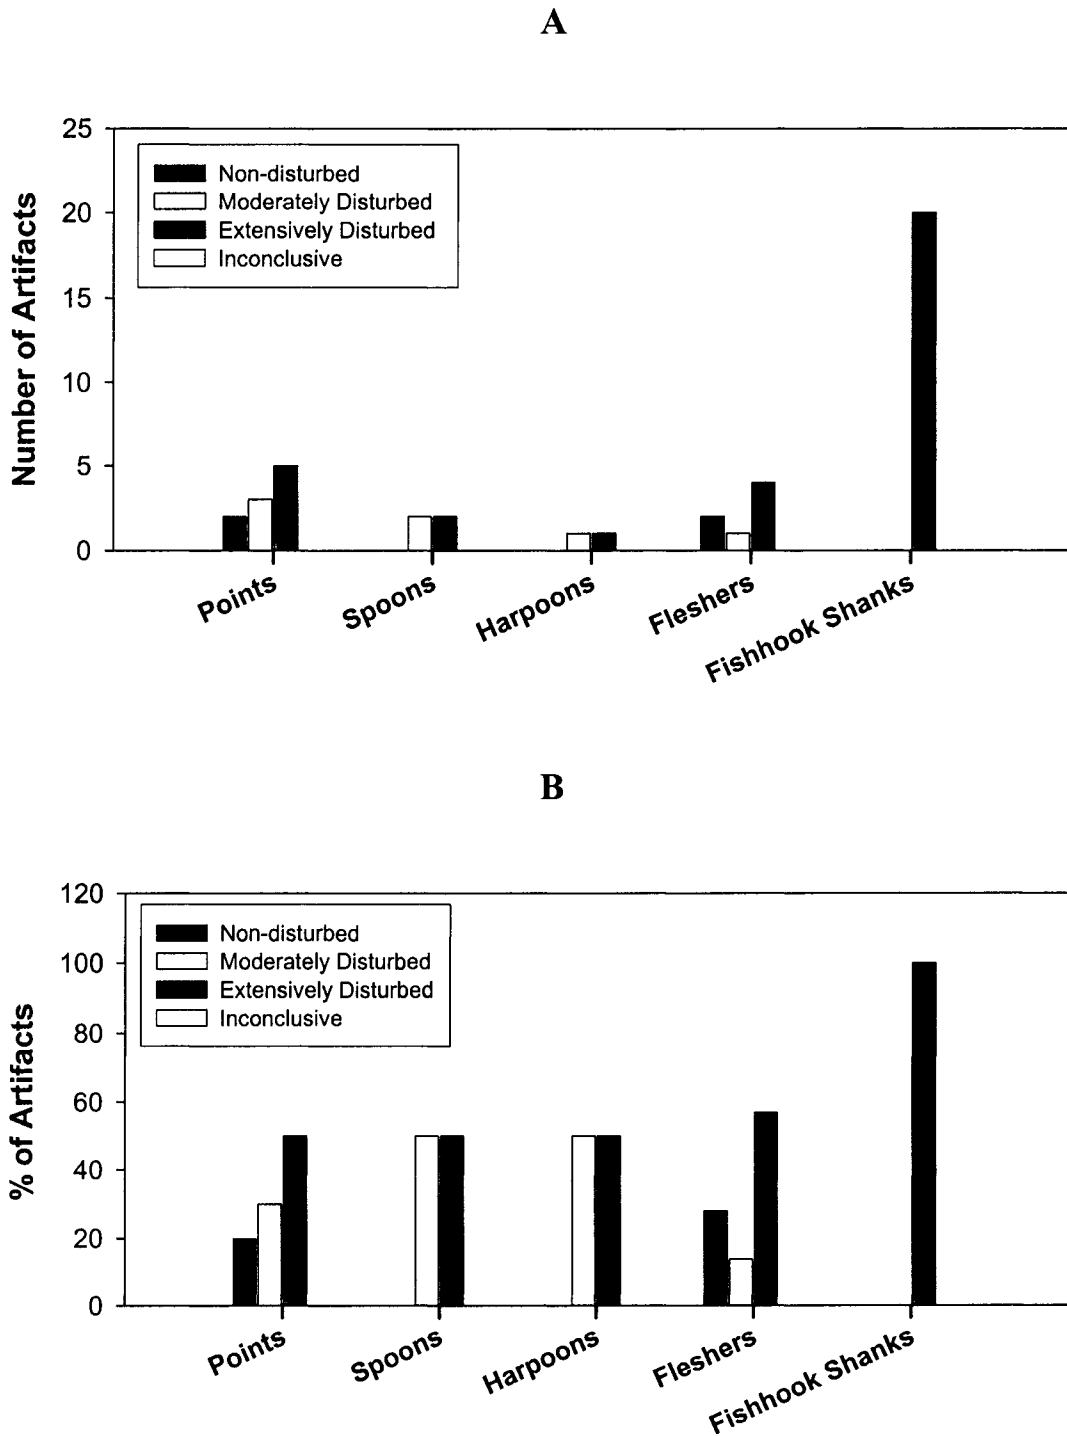 A
25
20
15
10
5
0
Number of Artifacts
Non-disturbed
Moderately Disturbed
Extensively Disturbed
Inconclusive
Points
Spoons
Harpoons
Fleshers
Fishhook Shanks
B
120
100
80
60
40
20
0
% of Artifacts
Non-disturbed
Moderately Disturbed
Extensively Disturbed
Inconclusive
Points
Spoons
Harpoons
Fleshers
Fishhook Shanks